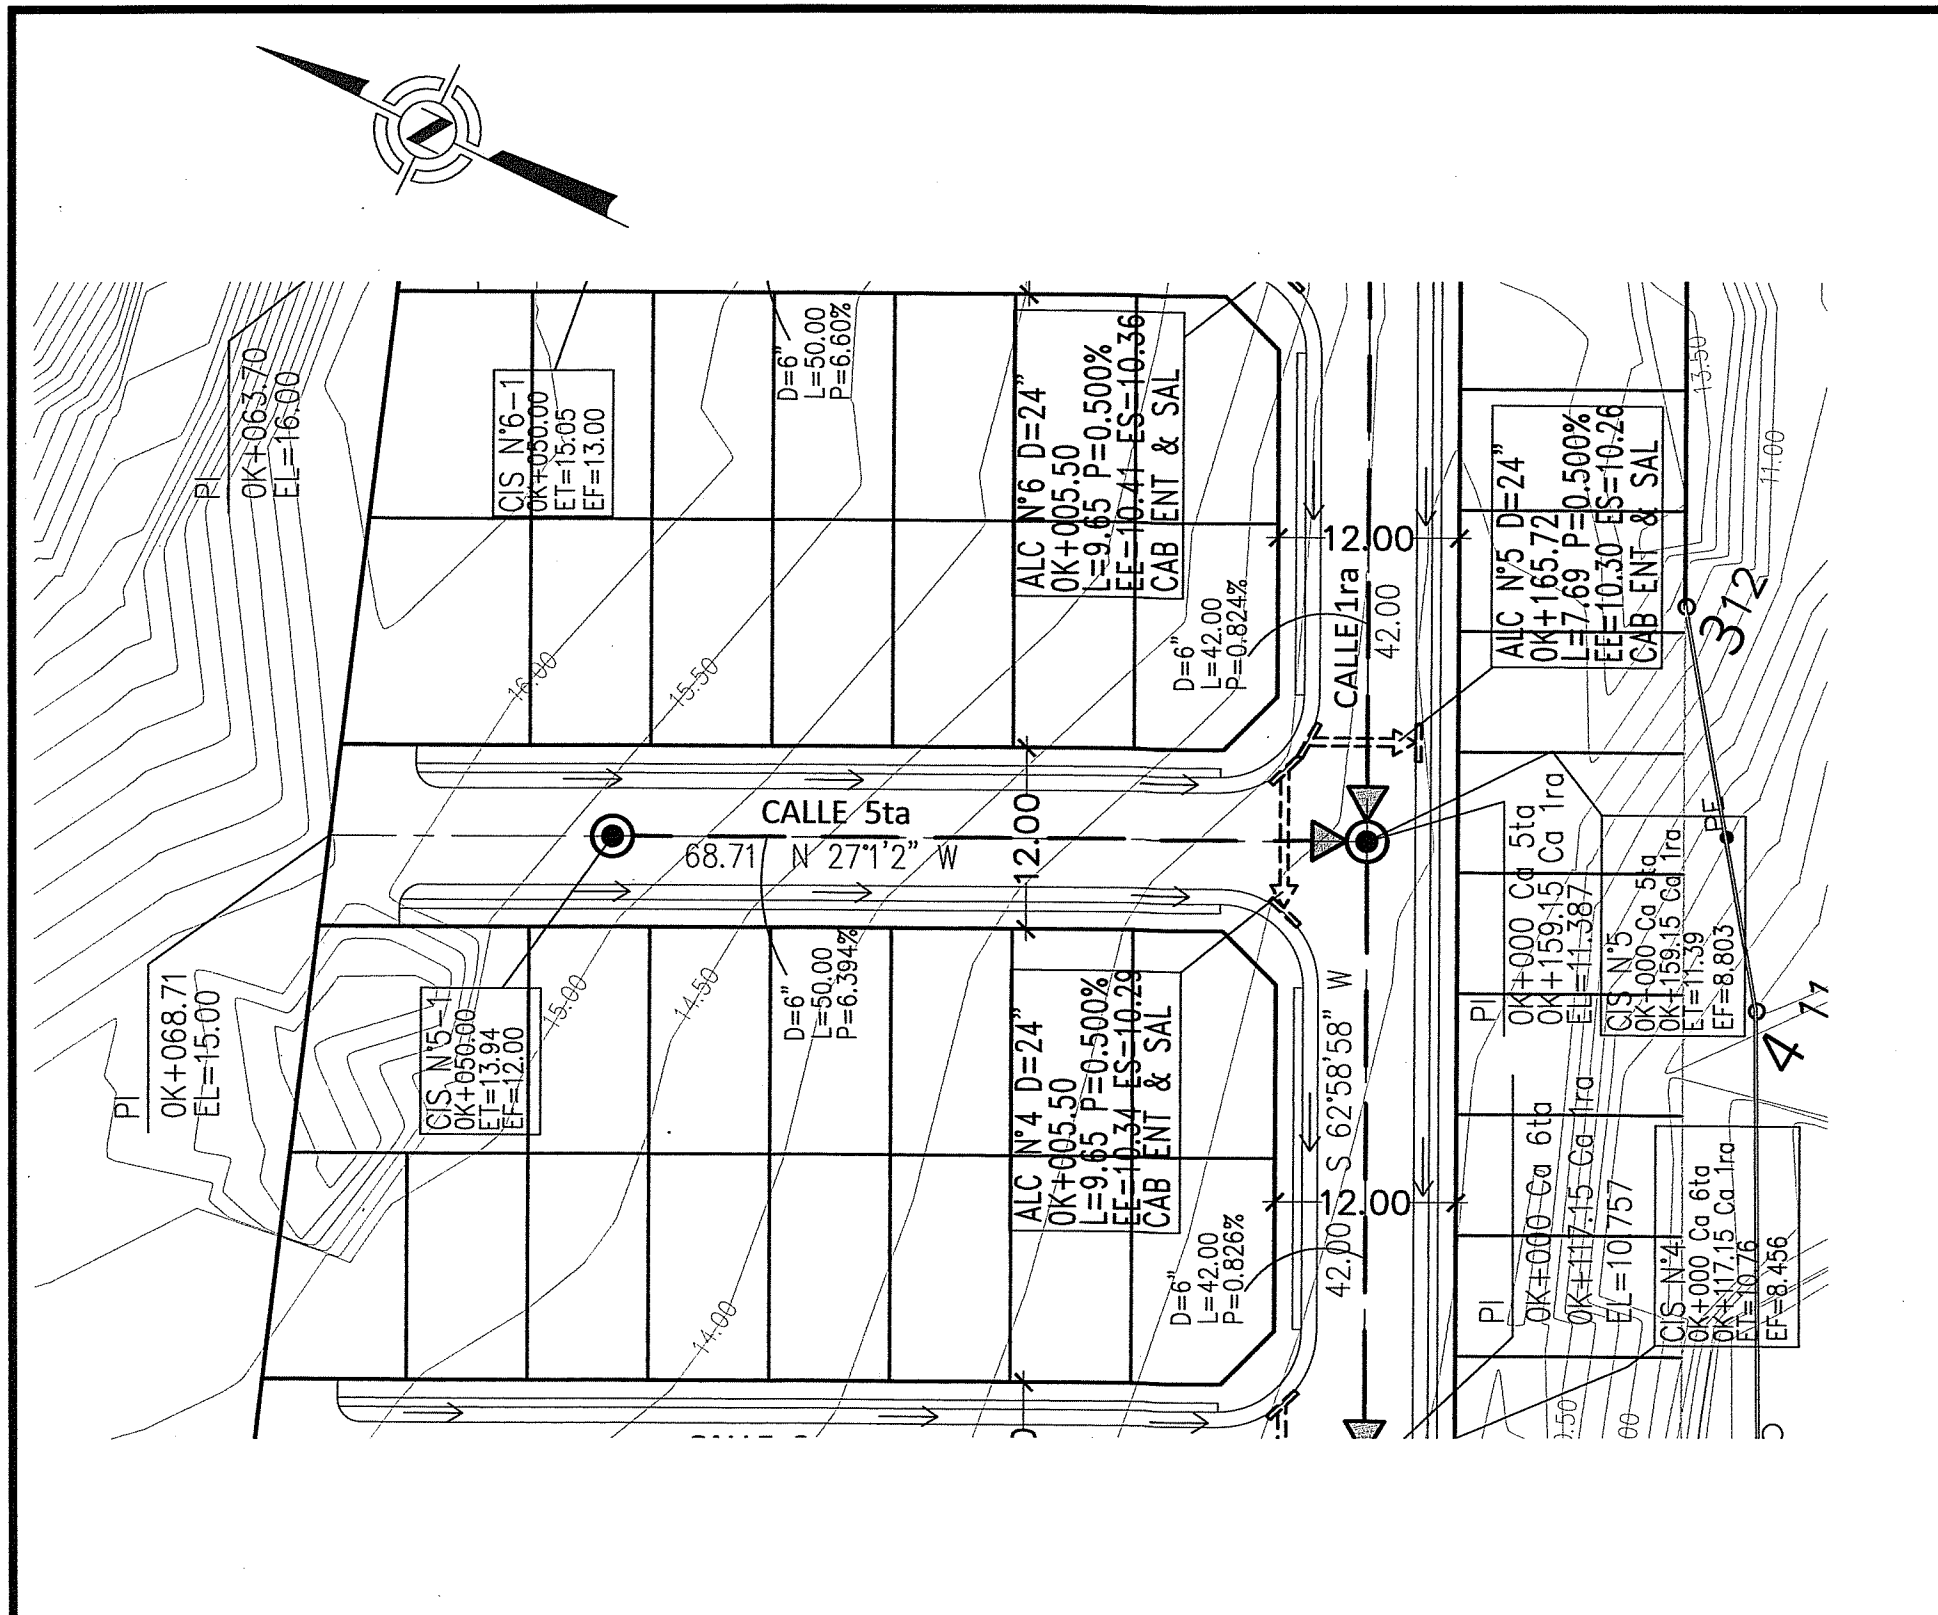 PI
0K+063.70
EL=16.00
CIS N°6-1
0K+050.00
ET=15.05
EF=13.00
D=6"
L=50.00
P=6.60%
ALC N°6 D=24"
0K+005.50
L=9.65 P=0.500%
EE=10.41 ES=10.36
CAB ENT & SAL
12.00
CALLE 1ra
42.00
D=6"
L=42.00
P=0.824%
ALC N°5 D=24"
0K+165.72
L=7.69 P=0.500%
EE=10.30 ES=10.26
CAB ENT & SAL
13.50
11.00
312
16.00
15.50
CALLE 5ta
68.71 N 27°1'2" W
12.00
PI
0K+000 Ca 5ta
0K+159.15 Ca 1ra
EL=11.387
CIS N°5
0K+000 Ca 5ta
0K+159.15 Ca 1ra
ET=11.39
EF=8.803
PE
4
11
PI
0K+068.71
EL=15.00
CIS N°5-1
0K+050.00
ET=13.94
EF=12.00
15.00
14.50
D=6"
L=50.00
P=6.394%
ALC N°4 D=24"
0K+005.50
L=9.65 P=0.500%
EE=10.34 ES=10.29
CAB ENT & SAL
42.00 S 62°58'58" W
12.00
D=6"
L=42.00
P=0.826%
14.00
PI
0K+000 Ca 6ta
0K+117.15 Ca 1ra
EL=10.757
CIS N°4
0K+000 Ca 6ta
0K+117.15 Ca 1ra
ET=10.76
EF=8.456